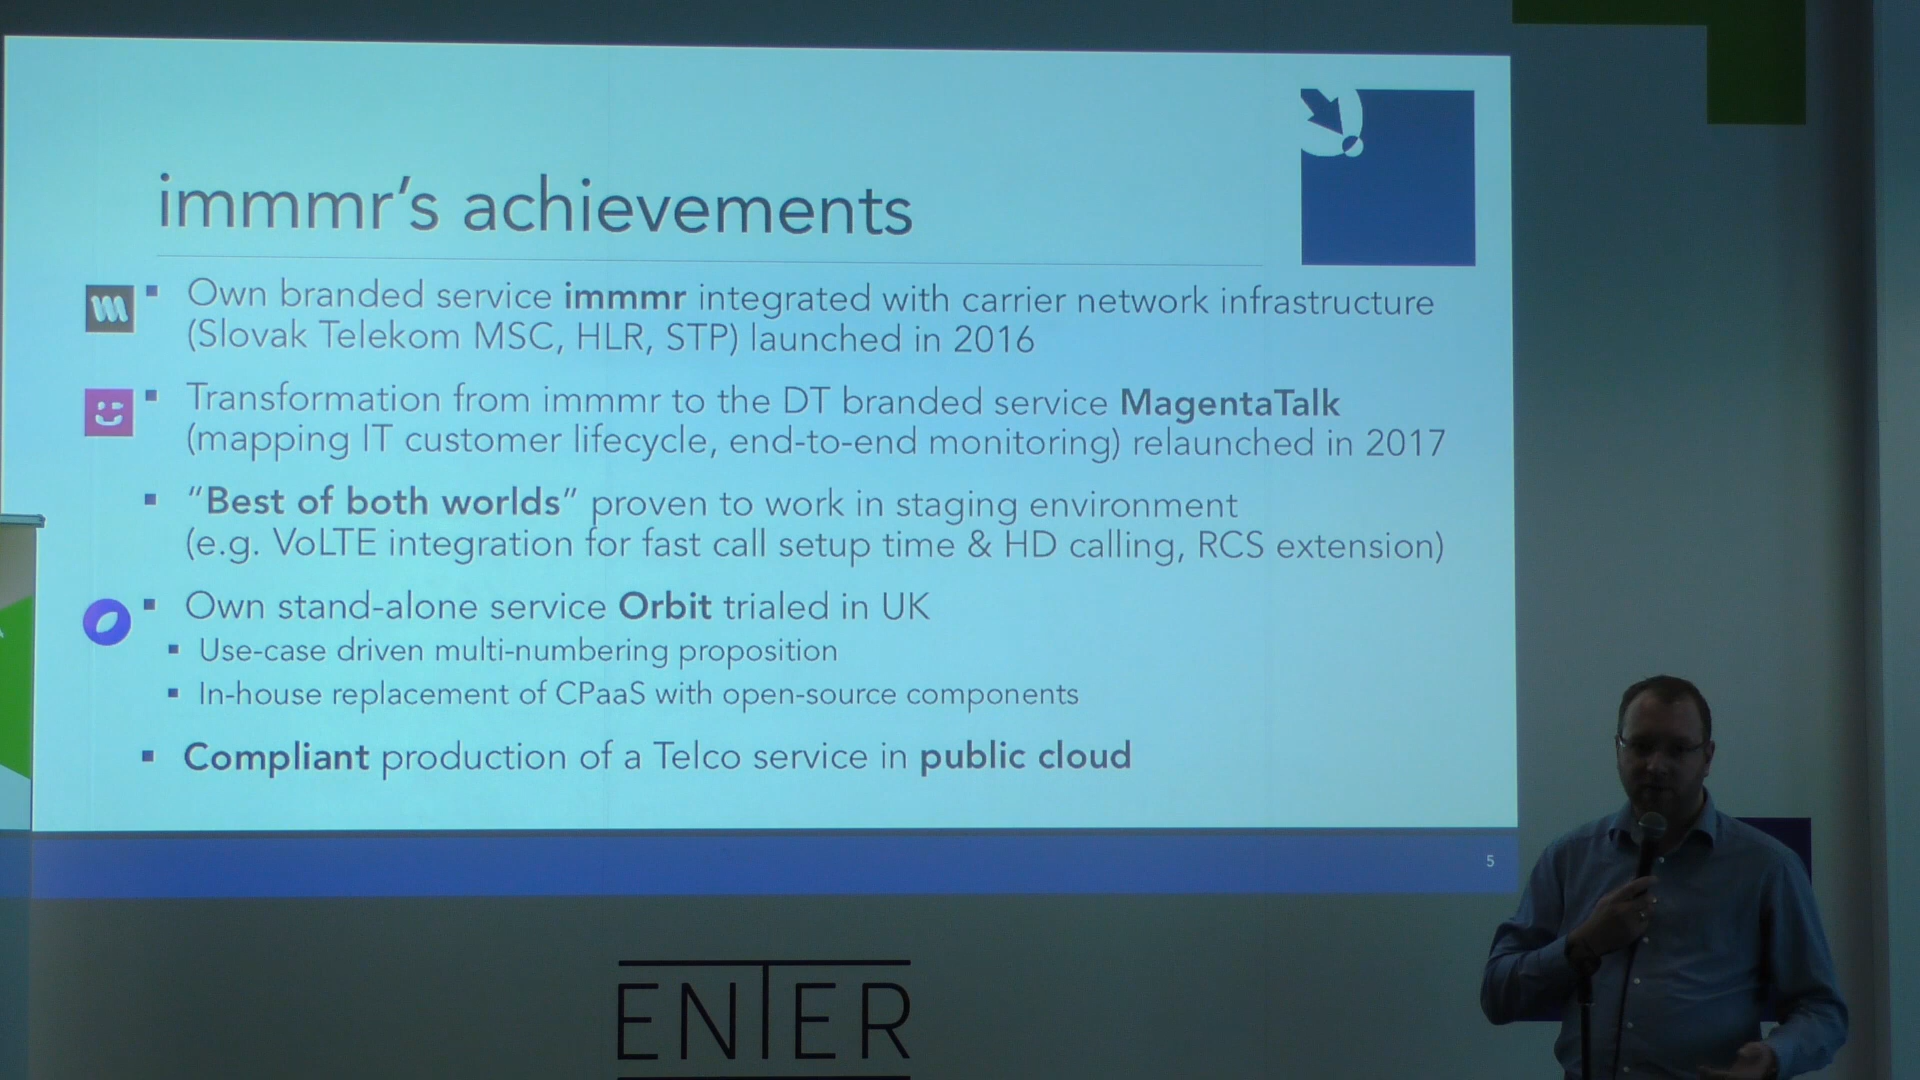 immmr's achievements
▪ Own branded service immmr integrated with carrier network infrastructure
(Slovak Telekom MSC, HLR, STP) launched in 2016
▪ Transformation from immmr to the DT branded service MagentaTalk
(mapping IT customer lifecycle, end-to-end monitoring) relaunched in 2017
▪ “Best of both worlds” proven to work in staging environment
(e.g. VoLTE integration for fast call setup time & HD calling, RCS extension)
▪ Own stand-alone service Orbit trialed in UK
▪ Use-case driven multi-numbering proposition
▪ In-house replacement of CPaaS with open-source components
▪ Compliant production of a Telco service in public cloud
5
ENTER